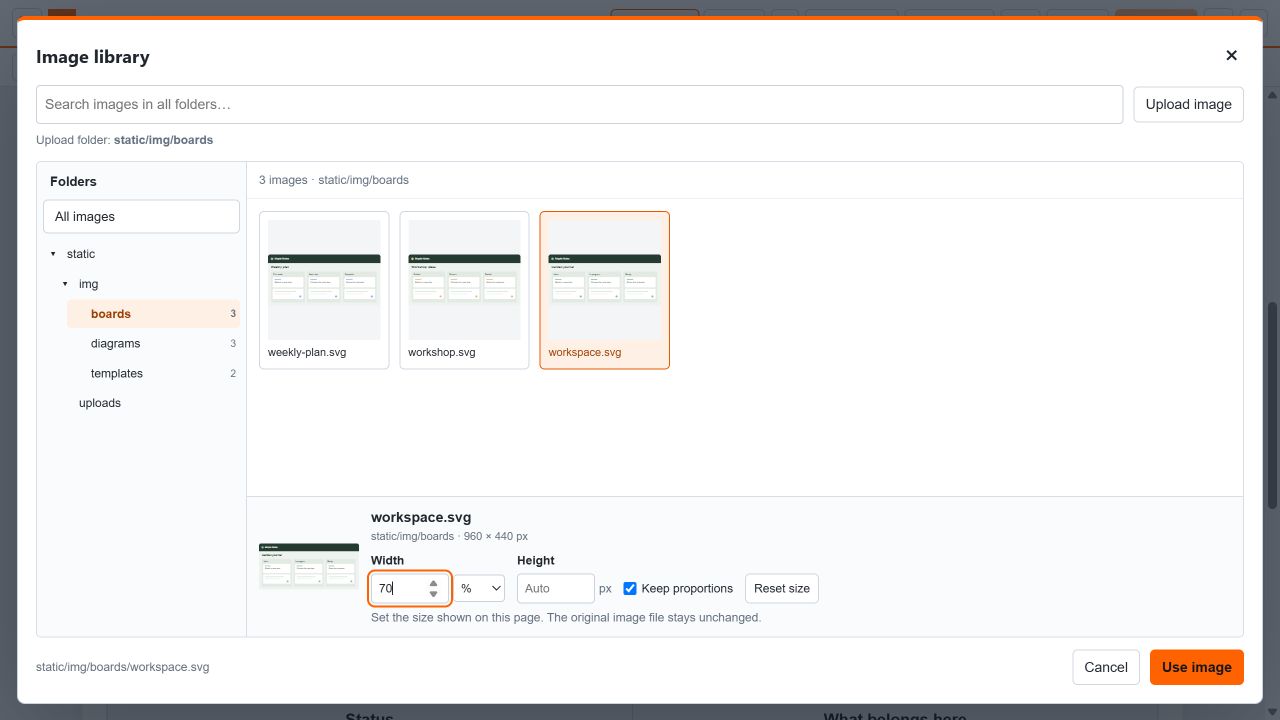 Image library
Search images in all folders…
Upload image
Upload folder: static/img/boards
Folders
3 images · static/img/boards
All images
static
img
boards 3
diagrams 3
templates 2
uploads
weekly-plan.svg
workshop.svg
workspace.svg
workspace.svg
static/img/boards · 960 × 440 px
Width Height
70 % Auto px Keep proportions Reset size
Set the size shown on this page. The original image file stays unchanged.
static/img/boards/workspace.svg
Cancel
Use image
Status
What belongs here